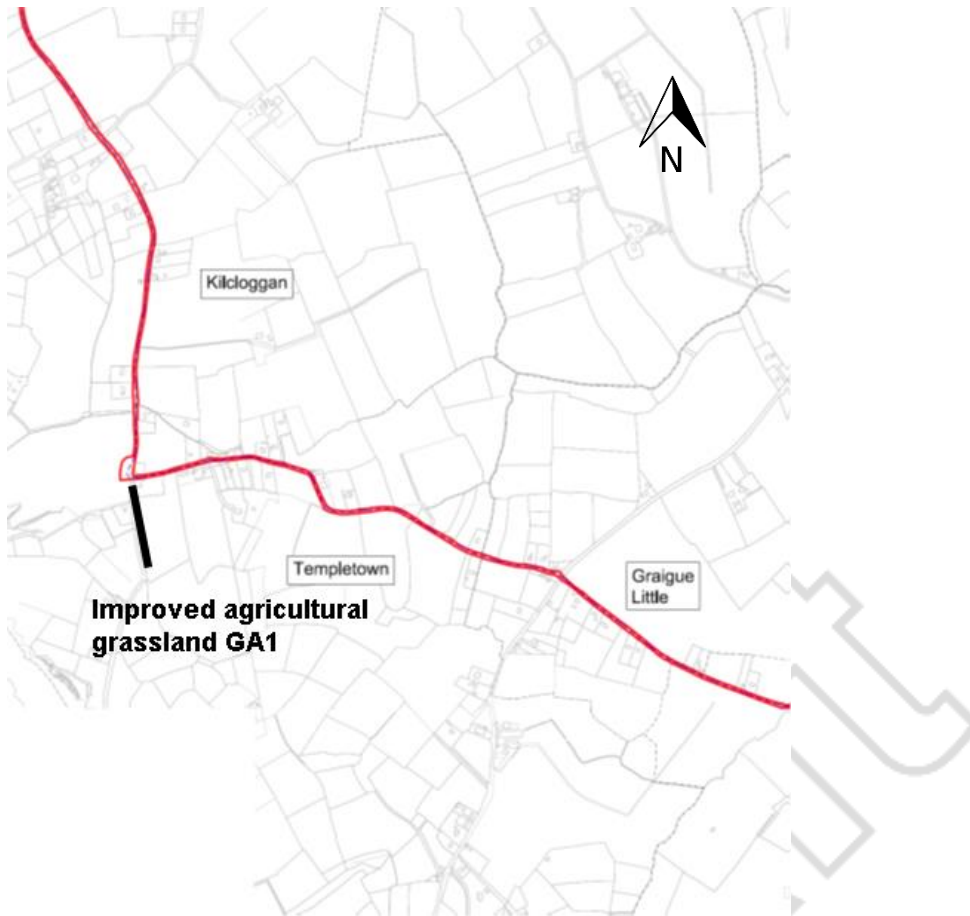 N
Kilcloggan
Templetown
Graigue
Little
Improved agricultural
grassland GA1